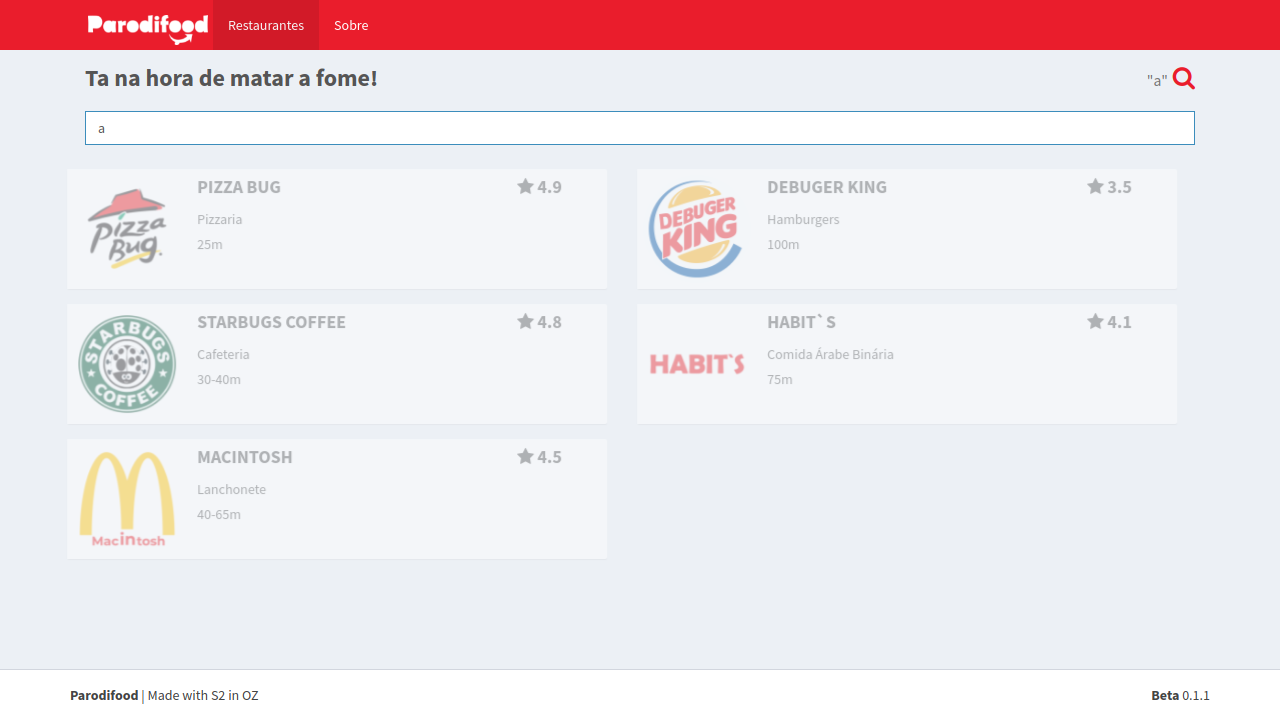 Parodifood Restaurantes Sobre
Ta na hora de matar a fome!
"a"
a
Pizza Bug.
PIZZA BUG 4.9
Pizzaria
25m
DEBUGER KING
DEBUGER KING 3.5
Hamburgers
100m
STARBUGS COFFEE
STARBUGS COFFEE 4.8
Cafeteria
30-40m
HABIT`S
HABIT`S 4.1
Comida Árabe Binária
75m
Macintosh
MACINTOSH 4.5
Lanchonete
40-65m
Parodifood | Made with S2 in OZ
Beta 0.1.1